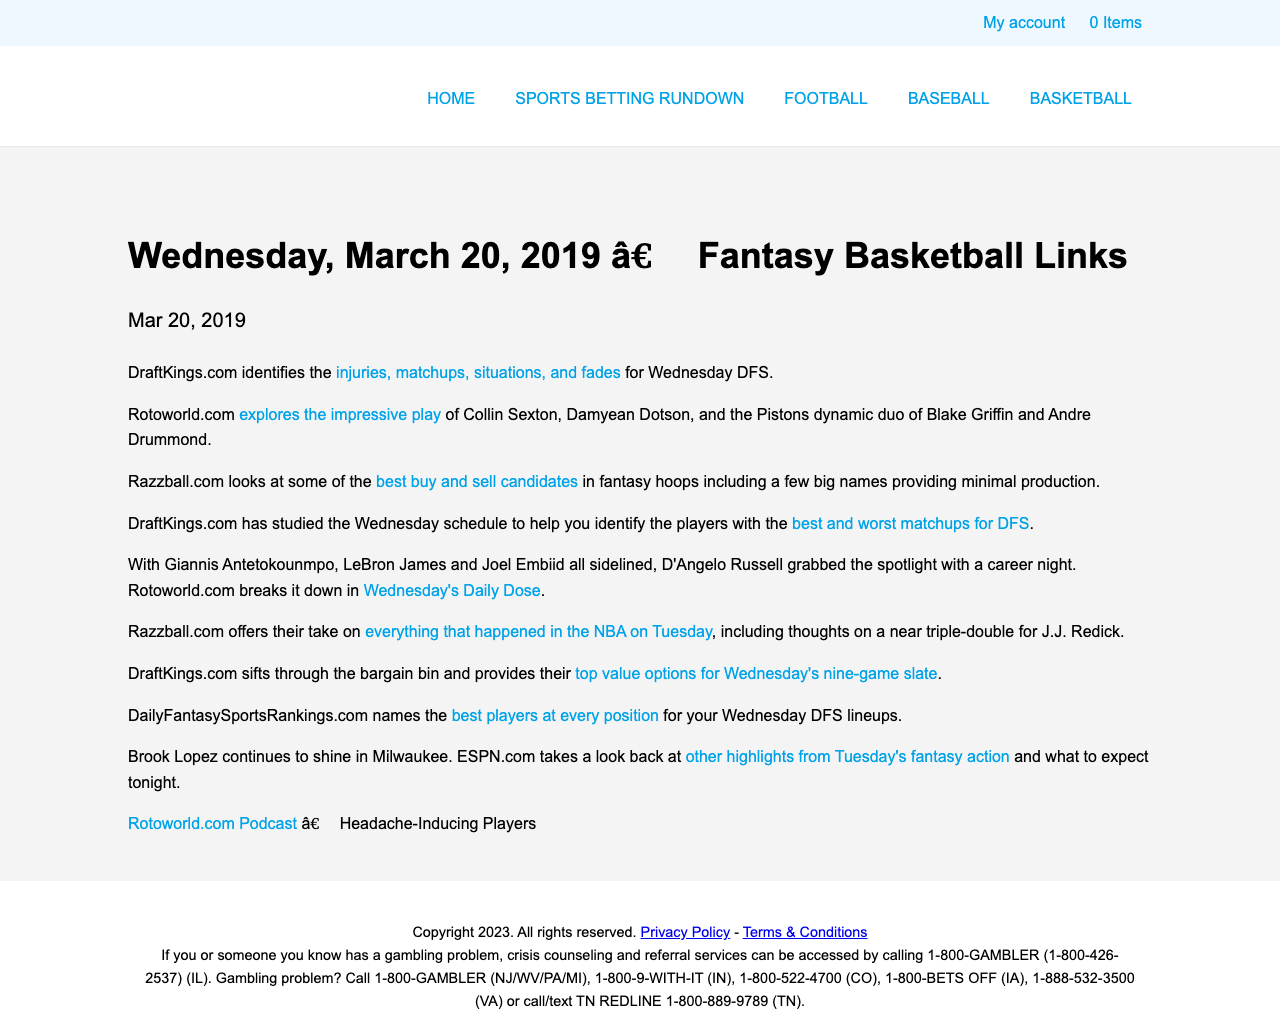 My account 0 Items
HOME SPORTS BETTING RUNDOWN FOOTBALL BASEBALL BASKETBALL
Wednesday, March 20, 2019 â€ Fantasy Basketball Links
Mar 20, 2019
DraftKings.com identifies the injuries, matchups, situations, and fades for Wednesday DFS.
Rotoworld.com explores the impressive play of Collin Sexton, Damyean Dotson, and the Pistons dynamic duo of Blake Griffin and Andre
Drummond.
Razzball.com looks at some of the best buy and sell candidates in fantasy hoops including a few big names providing minimal production.
DraftKings.com has studied the Wednesday schedule to help you identify the players with the best and worst matchups for DFS.
With Giannis Antetokounmpo, LeBron James and Joel Embiid all sidelined, D'Angelo Russell grabbed the spotlight with a career night.
Rotoworld.com breaks it down in Wednesday's Daily Dose.
Razzball.com offers their take on everything that happened in the NBA on Tuesday, including thoughts on a near triple-double for J.J. Redick.
DraftKings.com sifts through the bargain bin and provides their top value options for Wednesday's nine-game slate.
DailyFantasySportsRankings.com names the best players at every position for your Wednesday DFS lineups.
Brook Lopez continues to shine in Milwaukee. ESPN.com takes a look back at other highlights from Tuesday's fantasy action and what to expect
tonight.
Rotoworld.com Podcast â€ Headache-Inducing Players
Copyright 2023. All rights reserved. Privacy Policy - Terms & Conditions
If you or someone you know has a gambling problem, crisis counseling and referral services can be accessed by calling 1-800-GAMBLER (1-800-426-
2537) (IL). Gambling problem? Call 1-800-GAMBLER (NJ/WV/PA/MI), 1-800-9-WITH-IT (IN), 1-800-522-4700 (CO), 1-800-BETS OFF (IA), 1-888-532-3500
(VA) or call/text TN REDLINE 1-800-889-9789 (TN).